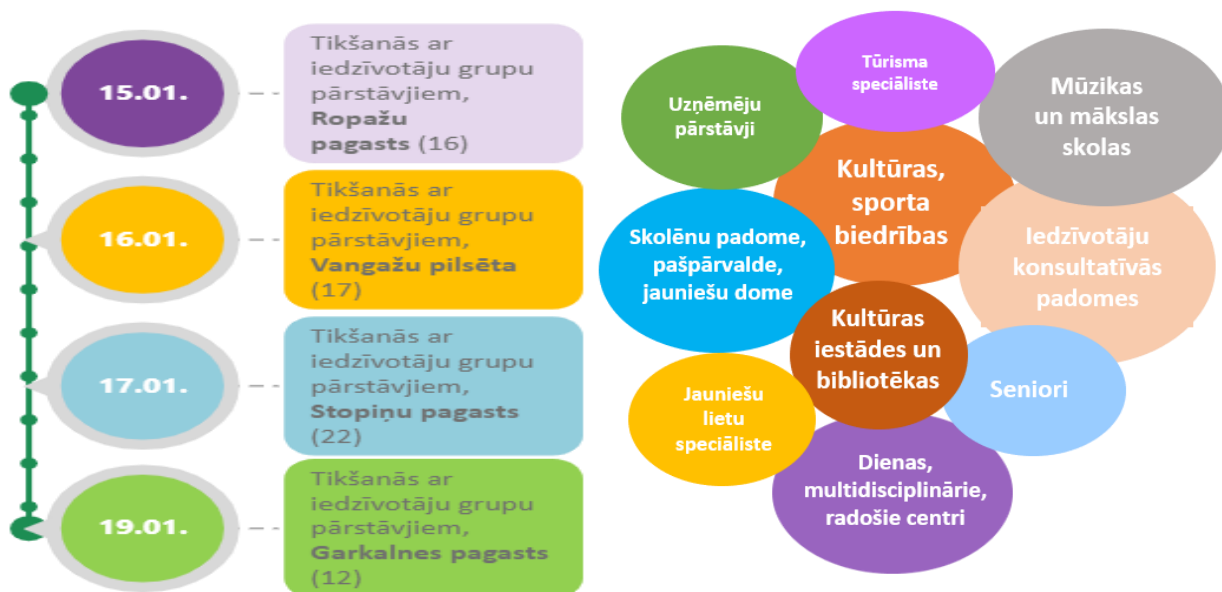 15.01.
Tikšanās ar
iedzīvotāju grupu
pārstāvjiem,
Ropažu
pagasts (16)
16.01.
Tikšanās ar
iedzīvotāju grupu
pārstāvjiem,
Vangažu pilsēta
(17)
17.01.
Tikšanās ar
iedzīvotāju grupu
pārstāvjiem,
Stopiņu pagasts
(22)
19.01.
Tikšanās ar
iedzīvotāju grupu
pārstāvjiem,
Garkalnes pagasts
(12)
Tūrisma
speciāliste
Uzņēmēju
pārstāvji
Mūzikas
un mākslas
skolas
Kultūras,
sporta
biedrības
Skolēnu padome,
pašpārvalde,
jauniešu dome
Iedzīvotāju
konsultatīvās
padomes
Kultūras
iestādes un
bibliotēkas
Seniori
Jauniešu
lietu
speciāliste
Dienas,
multidisciplinārie,
radošie centri